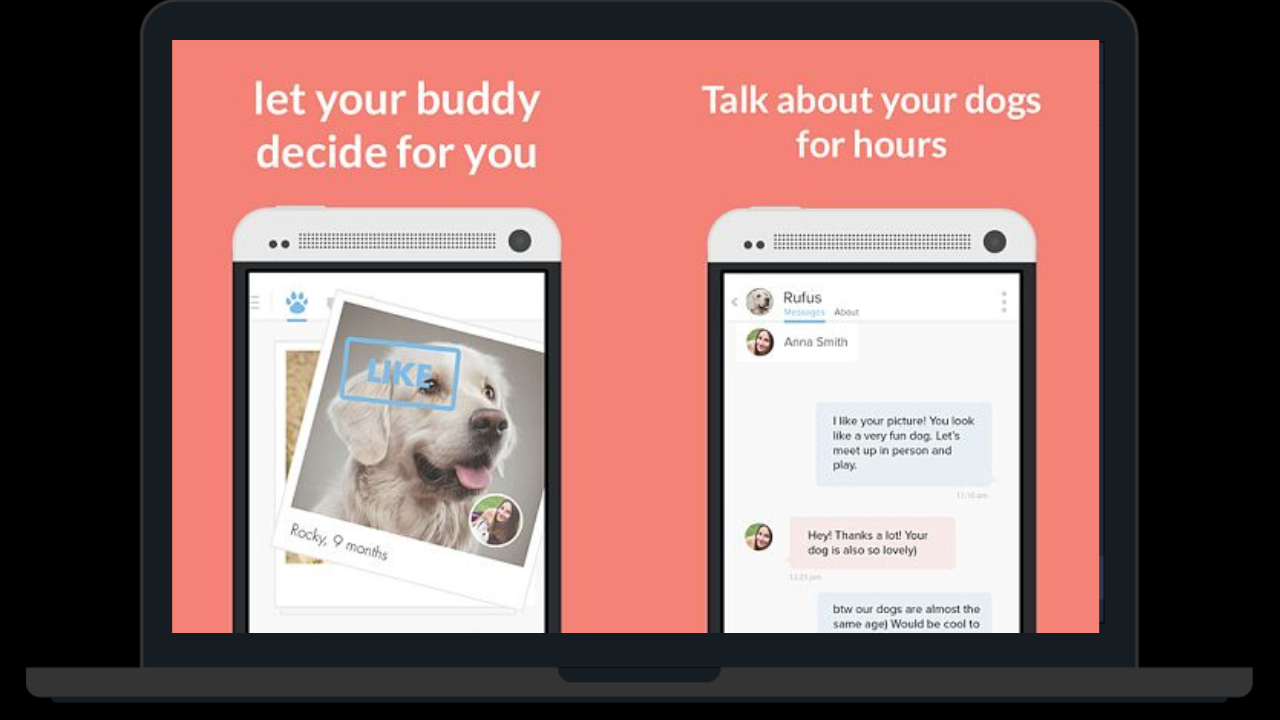 let your buddy
decide for you
LIKE
Rocky, 9 months
Talk about your dogs
for hours
Rufus
Messages About
Anna Smith
I like your picture! You look
like a very fun dog. Let's
meet up in person and
play.
11:10 am
Hey! Thanks a lot! Your
dog is also so lovely)
12:21 pm
btw our dogs are almost the
same age) Would be cool to